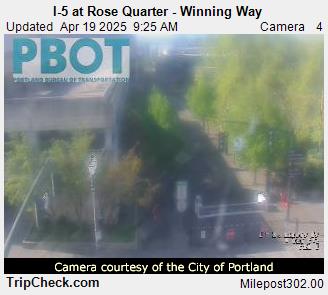 I-5 at Rose Quarter - Winning Way
Updated Apr 19 2025 9:25 AM Camera 4
PBOT
PORTLAND BUREAU OF TRANSPORTATION
Camera courtesy of the City of Portland
TripCheck.com Milepost302.00